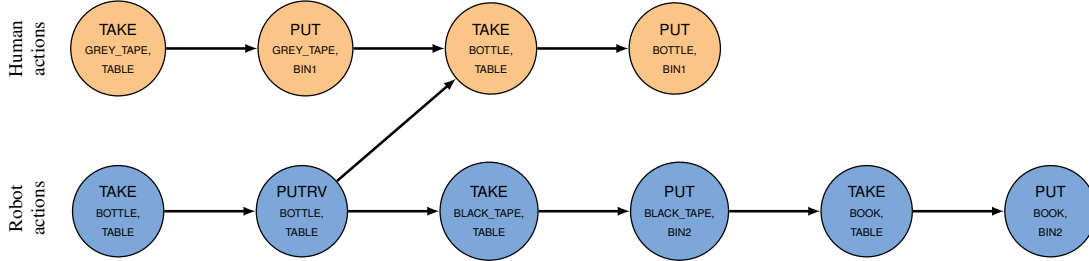 Human
actions
TAKE
GREY_TAPE,
TABLE
PUT
GREY_TAPE,
BIN1
TAKE
BOTTLE,
TABLE
PUT
BOTTLE,
BIN1
Robot
actions
TAKE
BOTTLE,
TABLE
PUTRV
BOTTLE,
TABLE
TAKE
BLACK_TAPE,
TABLE
PUT
BLACK_TAPE,
BIN2
TAKE
BOOK,
TABLE
PUT
BOOK,
BIN2